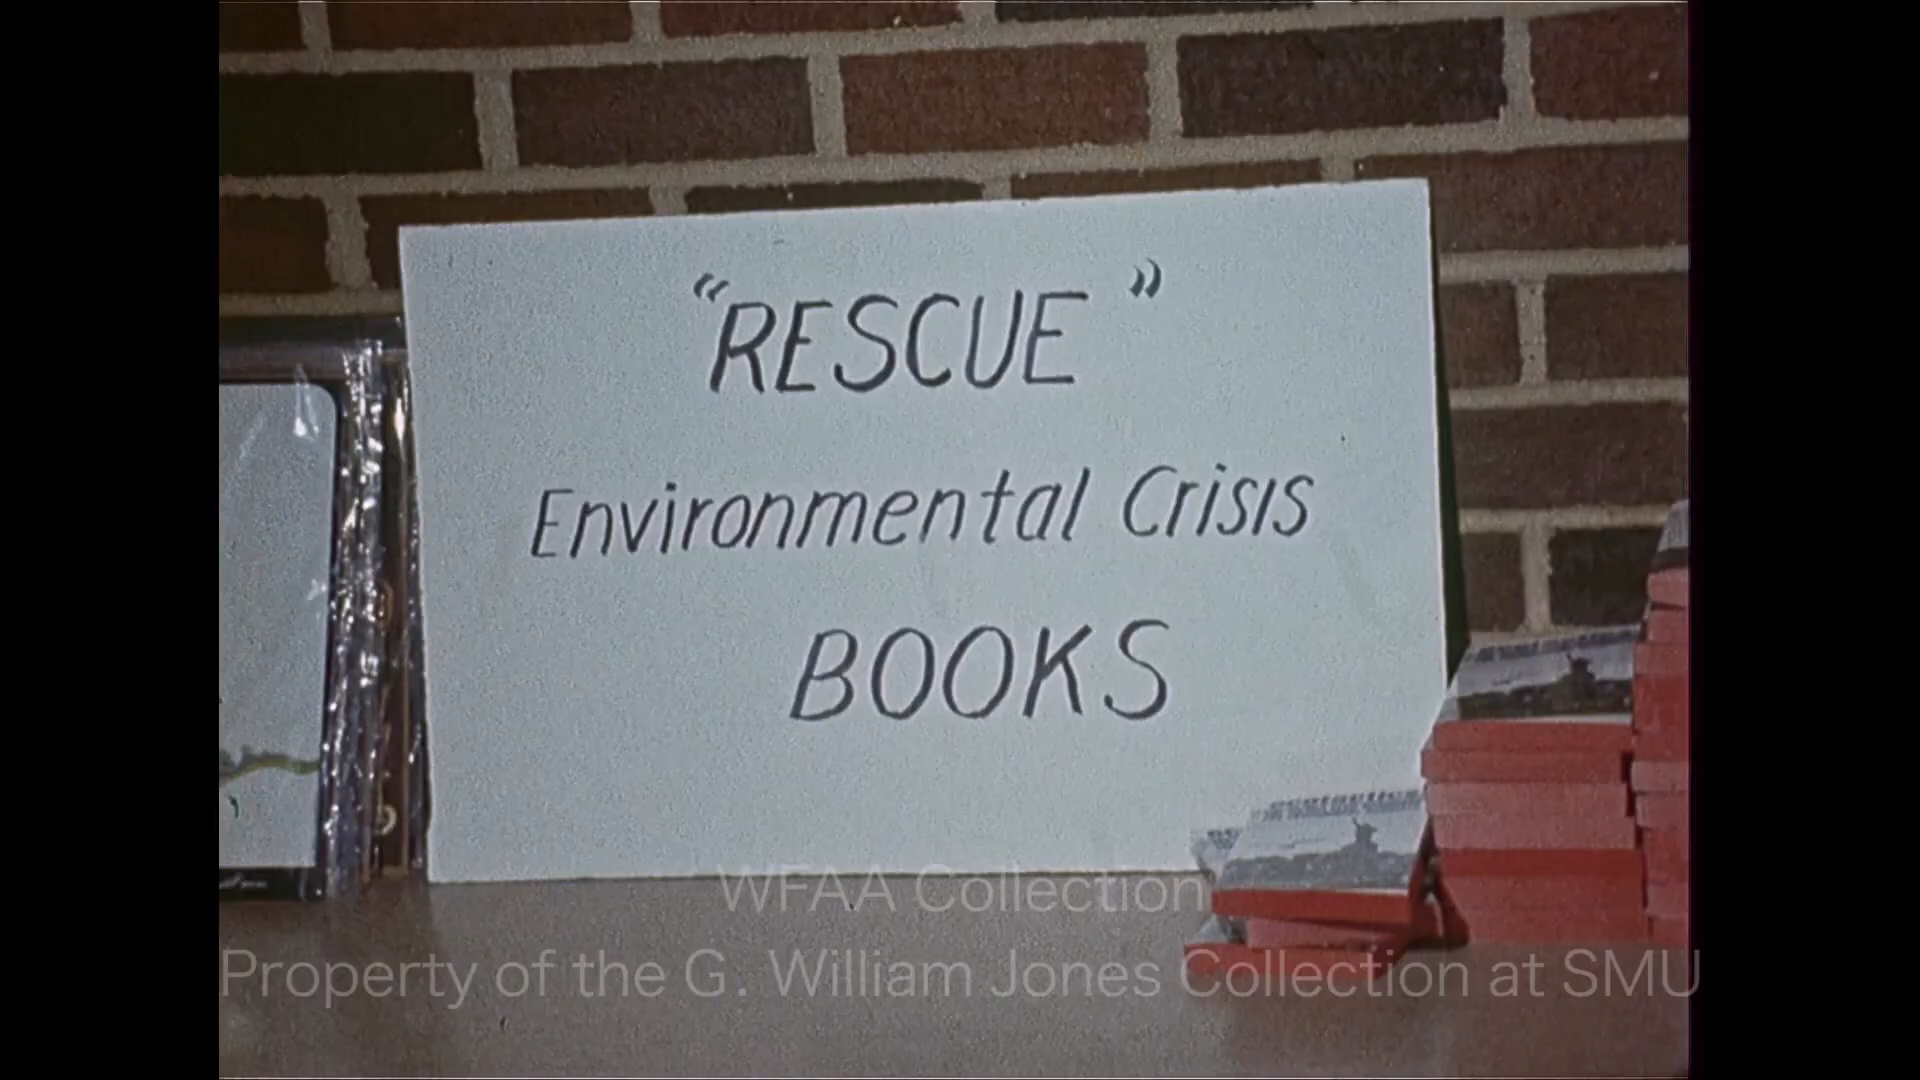 “RESCUE”
Environmental Crisis
BOOKS
WFAA Collection
Property of the G. William Jones Collection at SMU